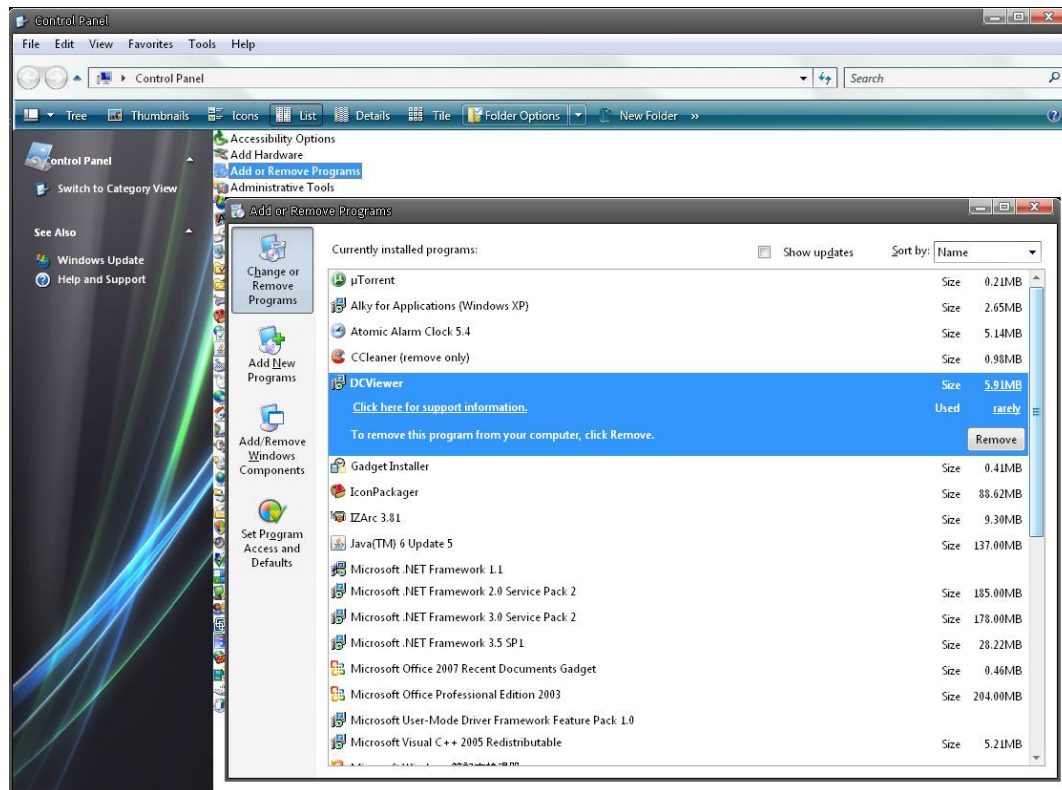 Control Panel
File Edit View Favorites Tools Help
Control Panel
Search
Tree Thumbnails Icons List Details Tile Folder Options New Folder »
Control Panel
Switch to Category View
See Also
Windows Update
Help and Support
Accessibility Options
Add Hardware
Add or Remove Programs
Administrative Tools
Add or Remove Programs
Change or
Remove
Programs
Add New
Programs
Add/Remove
Windows
Components
Set Program
Access and
Defaults
Currently installed programs: Show updates Sort by: Name
µTorrent Size 0.21MB
Alky for Applications (Windows XP) Size 2.65MB
Atomic Alarm Clock 5.4 Size 5.14MB
CCleaner (remove only) Size 0.98MB
DCViewer Size 5.91MB
Click here for support information. Used rarely
To remove this program from your computer, click Remove. Remove
Gadget Installer Size 0.41MB
IconPackager Size 88.62MB
IZArc 3.81 Size 9.30MB
Java(TM) 6 Update 5 Size 137.00MB
Microsoft .NET Framework 1.1
Microsoft .NET Framework 2.0 Service Pack 2 Size 185.00MB
Microsoft .NET Framework 3.0 Service Pack 2 Size 178.00MB
Microsoft .NET Framework 3.5 SP1 Size 28.22MB
Microsoft Office 2007 Recent Documents Gadget Size 0.46MB
Microsoft Office Professional Edition 2003 Size 204.00MB
Microsoft User-Mode Driver Framework Feature Pack 1.0
Microsoft Visual C++ 2005 Redistributable Size 5.21MB